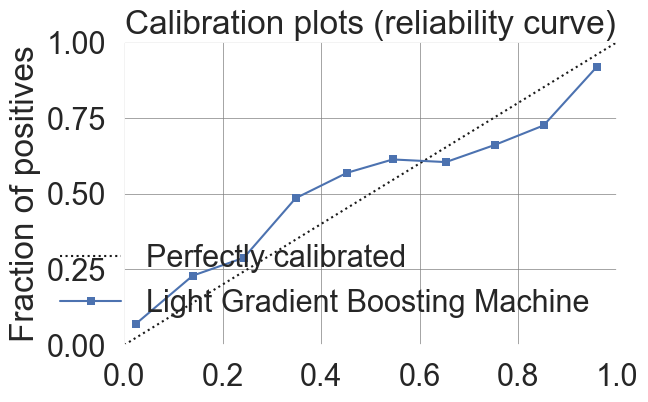 Calibration plots (reliability curve)
Fraction of positives
1.00
0.75
0.50
0.25
0.00
Perfectly calibrated
Light Gradient Boosting Machine
0.0 0.2 0.4 0.6 0.8 1.0